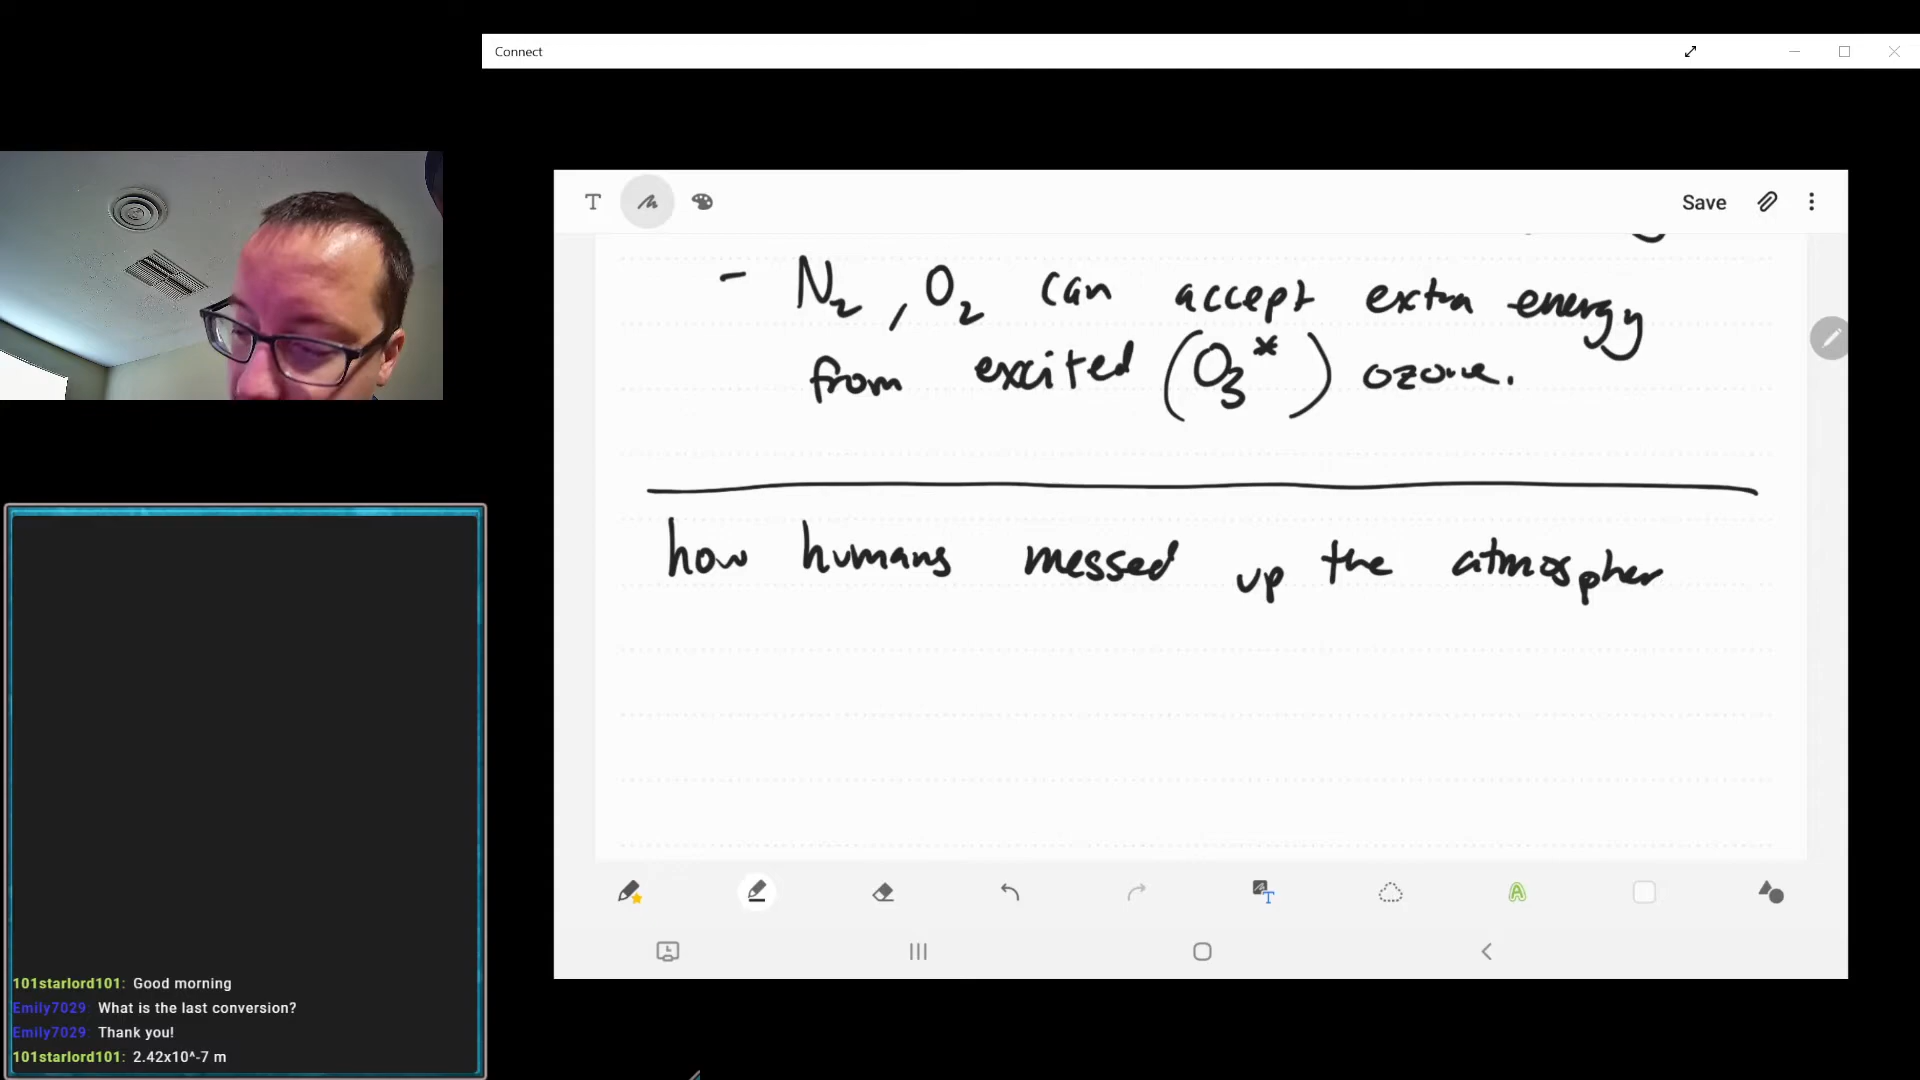 Connect
T
Save
- N2, O2 can accept extra energy
from excited (O3*) ozone.
how humans messed up the atmospher
101starlord101: Good morning
Emily7029: What is the last conversion?
Emily7029: Thank you!
101starlord101: 2.42x10^-7 m